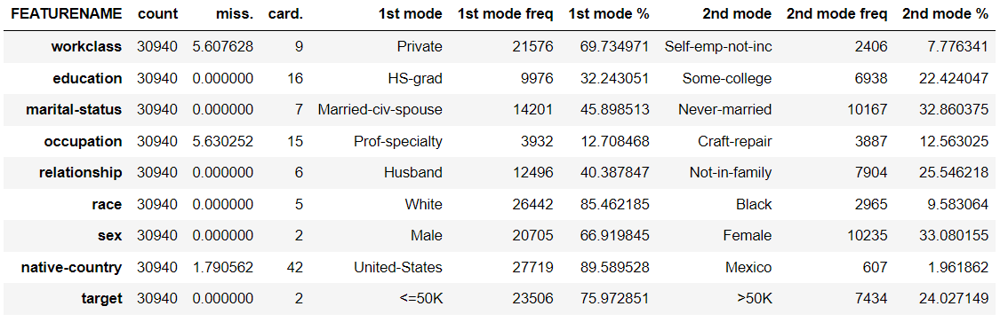 FEATURENAME count miss. card. 1st mode 1st mode freq 1st mode % 2nd mode 2nd mode freq 2nd mode %
workclass 30940 5.607628 9 Private 21576 69.734971 Self-emp-not-inc 2406 7.776341
education 30940 0.000000 16 HS-grad 9976 32.243051 Some-college 6938 22.424047
marital-status 30940 0.000000 7 Married-civ-spouse 14201 45.898513 Never-married 10167 32.860375
occupation 30940 5.630252 15 Prof-specialty 3932 12.708468 Craft-repair 3887 12.563025
relationship 30940 0.000000 6 Husband 12496 40.387847 Not-in-family 7904 25.546218
race 30940 0.000000 5 White 26442 85.462185 Black 2965 9.583064
sex 30940 0.000000 2 Male 20705 66.919845 Female 10235 33.080155
native-country 30940 1.790562 42 United-States 27719 89.589528 Mexico 607 1.961862
target 30940 0.000000 2 <=50K 23506 75.972851 >50K 7434 24.027149